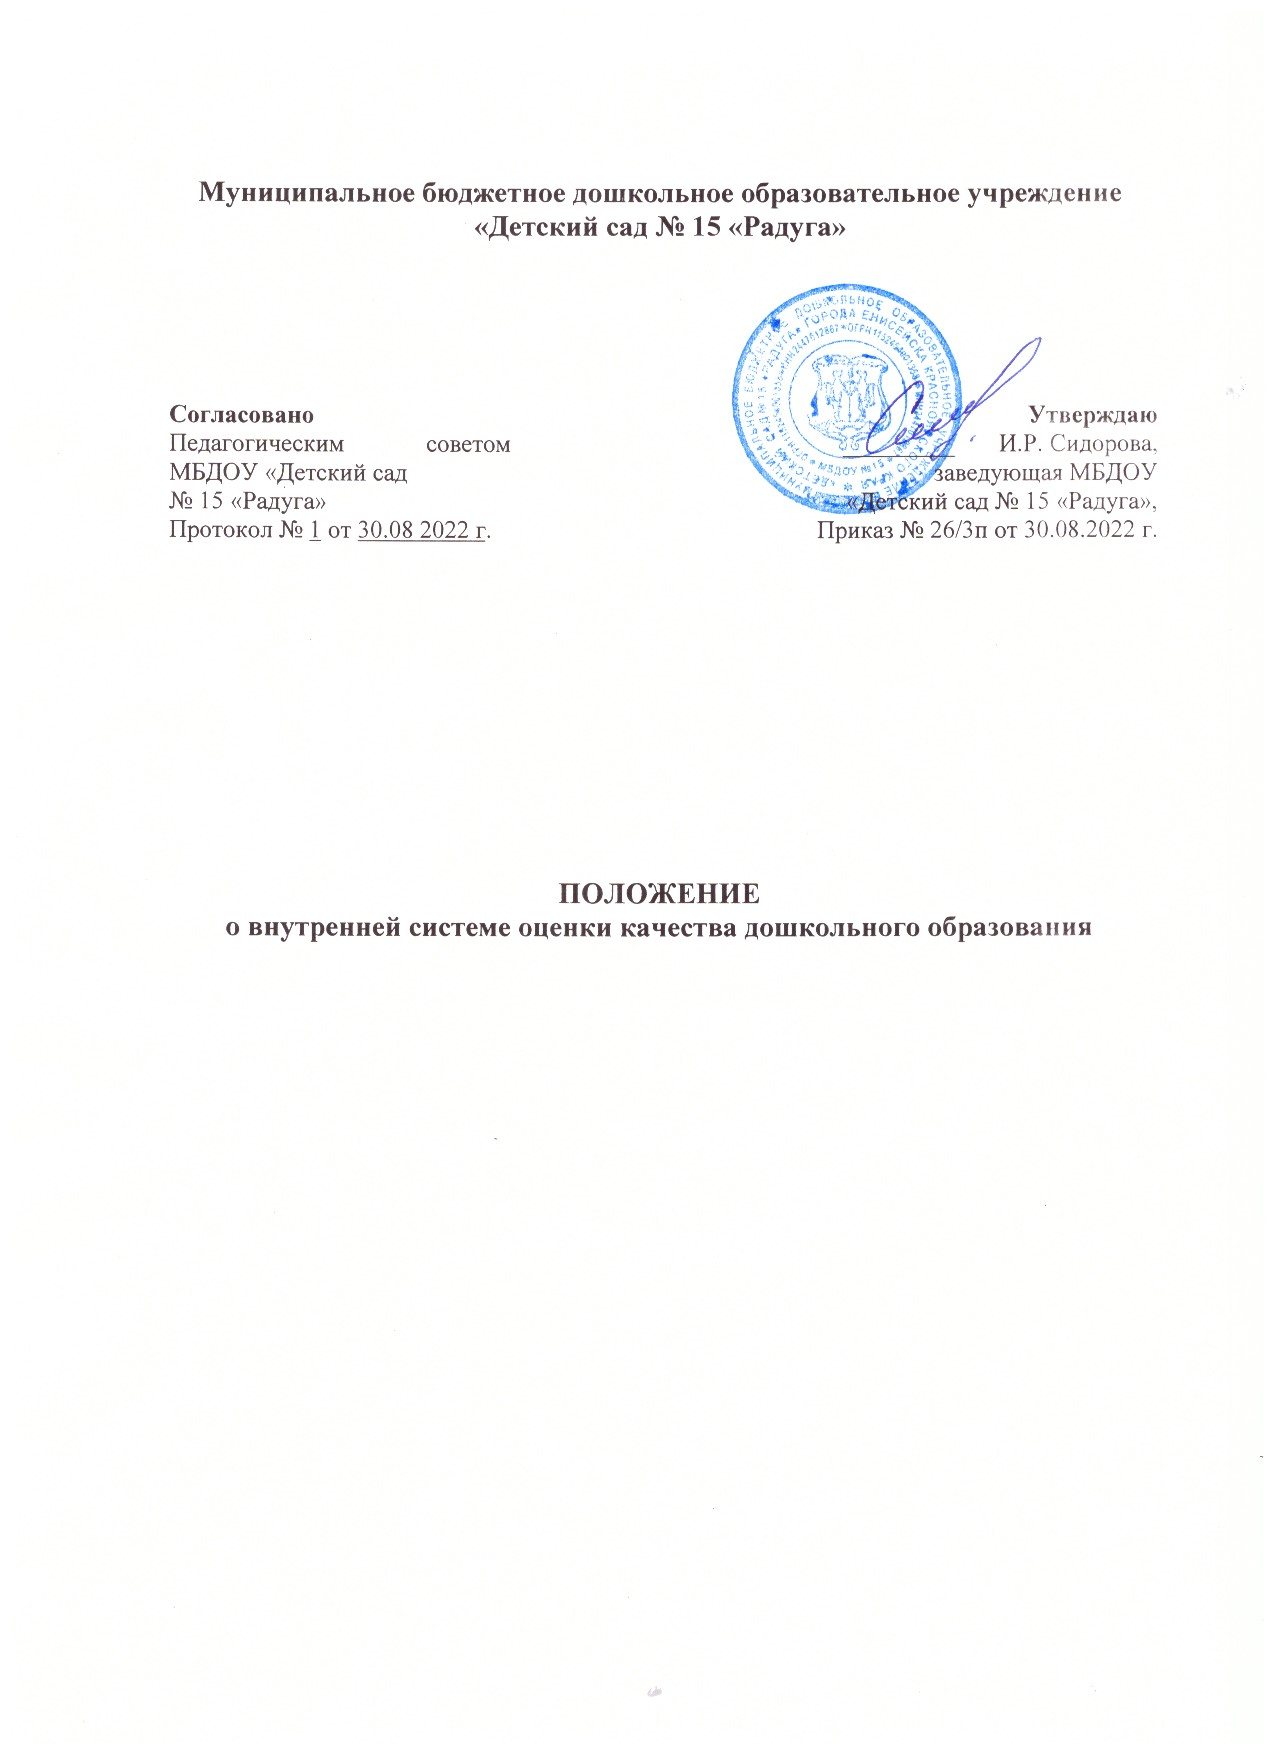 Муниципальное бюджетное дошкольное образовательное учреждение
«Детский сад № 15 «Радуга»
Согласовано
Педагогическим советом
МБДОУ «Детский сад
№ 15 «Радуга»
Протокол № 1 от 30.08 2022 г.
Утверждаю
И.Р. Сидорова,
заведующая МБДОУ
«Детский сад № 15 «Радуга»,
Приказ № 26/3п от 30.08.2022 г.
ПОЛОЖЕНИЕ
о внутренней системе оценки качества дошкольного образования